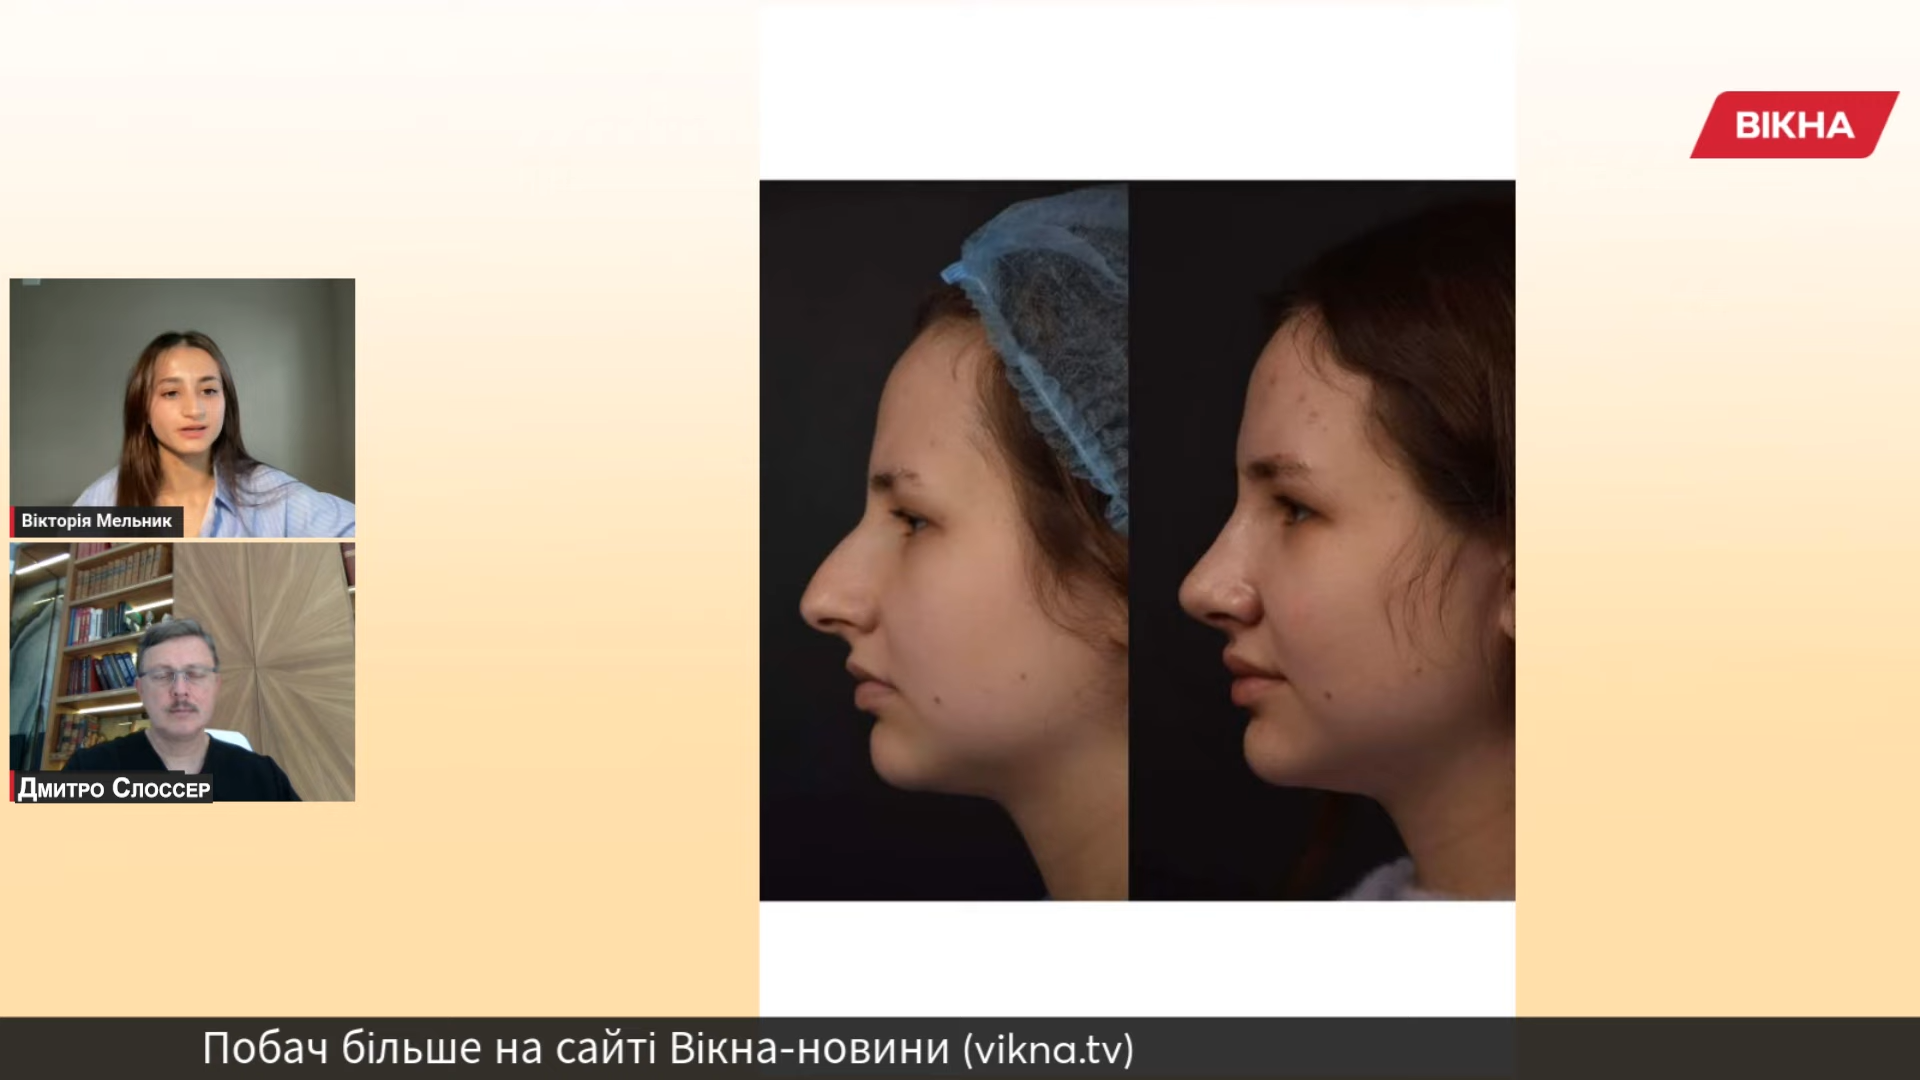 ВІКНА
Вікторія Мельник
Дмитро Слоссер
Побач більше на сайті Вікна-новини (vikna.tv)